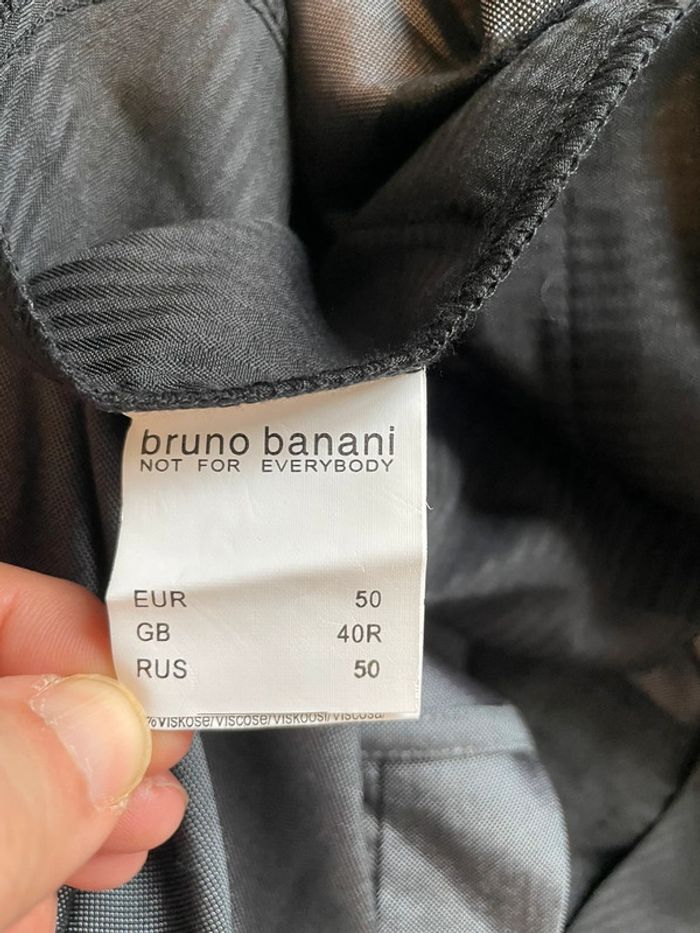 bruno banani
NOT FOR EVERYBODY
EUR 50
GB 40R
RUS 50
%VISKOSE/VISCOSE/VISKOOSI/VISCOSA/